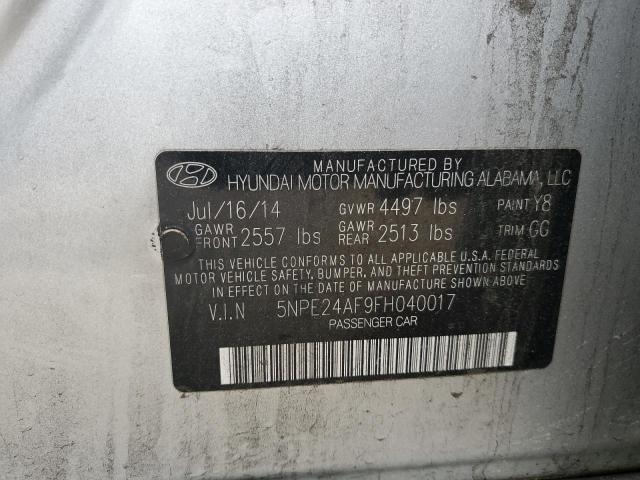 MANUFACTURED BY
HYUNDAI MOTOR MANUFACTURING ALABAMA, LLC
Jul/16/14 GVWR 4497 lbs PAINT Y8
GAWR FRONT 2557 lbs GAWR REAR 2513 lbs TRIM GG
THIS VEHICLE CONFORMS TO ALL APPLICABLE U.S.A. FEDERAL
MOTOR VEHICLE SAFETY, BUMPER, AND THEFT PREVENTION STANDARDS
IN EFFECT ON THE DATE OF MANUFACTURE SHOWN ABOVE.
V.I.N 5NPE24AF9FH040017
PASSENGER CAR